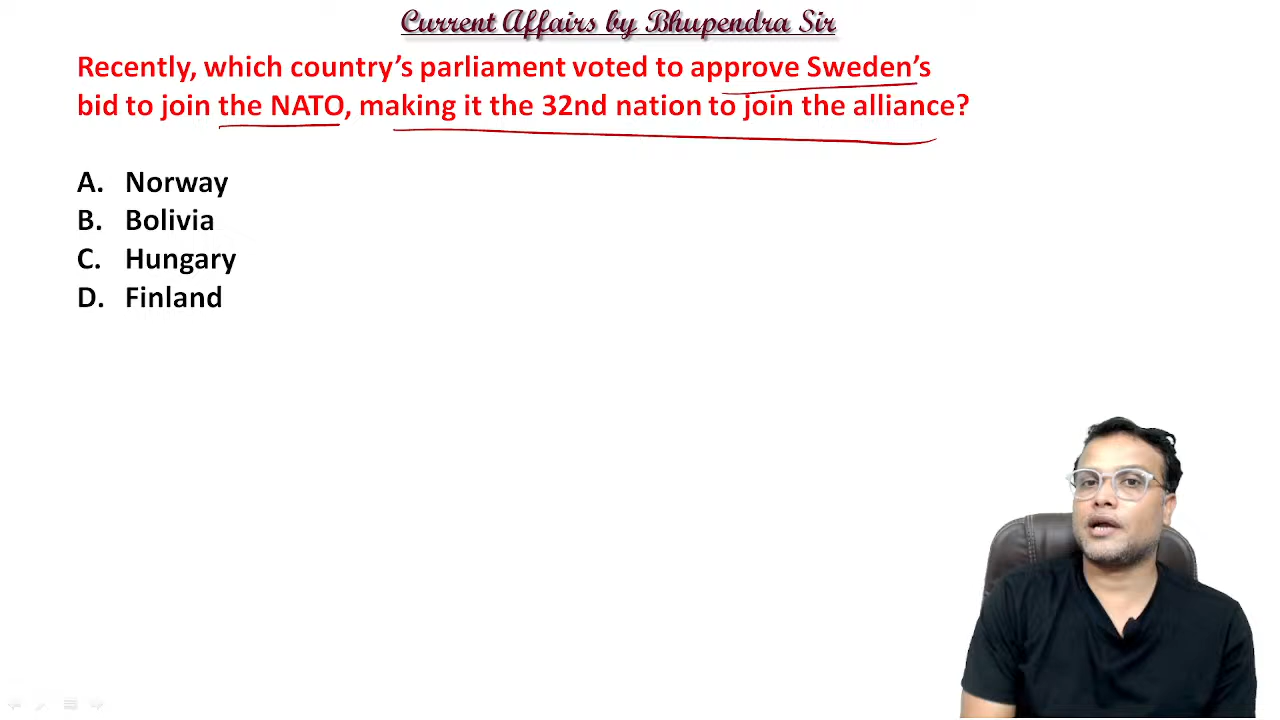 Current Affairs by Bhupendra Sir
Recently, which country's parliament voted to approve Sweden's
bid to join the NATO, making it the 32nd nation to join the alliance?
A. Norway
B. Bolivia
C. Hungary
D. Finland